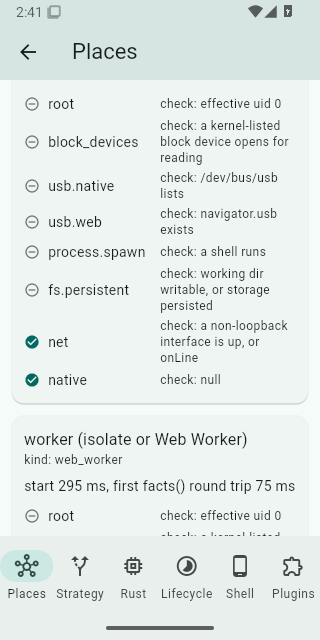 2:41
Places
root check: effective uid 0
block_devices check: a kernel-listed
block device opens for
reading
usb.native check: /dev/bus/usb
lists
usb.web check: navigator.usb
exists
process.spawn check: a shell runs
fs.persistent check: working dir
writable, or storage
persisted
net check: a non-loopback
interface is up, or
onLine
native check: null
worker (isolate or Web Worker)
kind: web_worker
start 295 ms, first facts() round trip 75 ms
root check: effective uid 0
check: a kernel-listed
Places Strategy Rust Lifecycle Shell Plugins